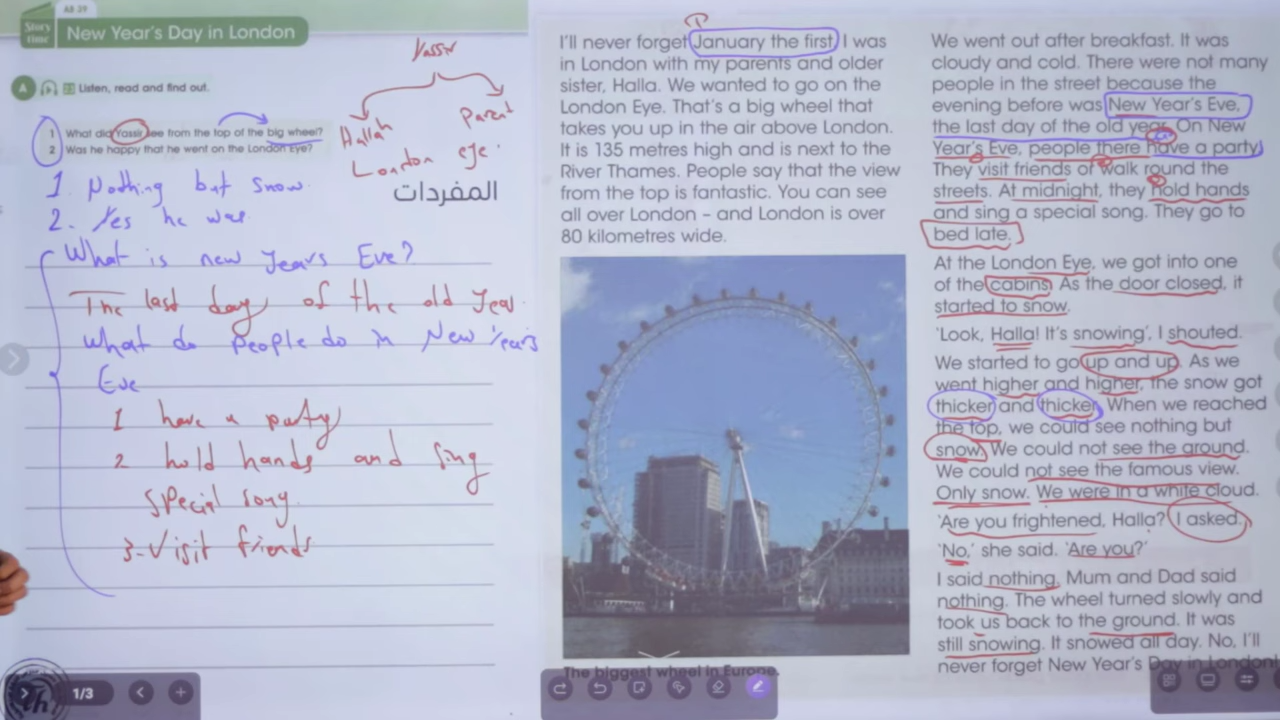 AB 39
Story time
New Year's Day in London
A
Listen, read and find out.
1 What did Yassir see from the top of the big wheel?
2 Was he happy that he went on the London Eye?
Yassir
Hallah
Parent
London eye.
المفردات
1. Nothing but snow.
2. Yes he was
What is new years Eve?
The last day of the old year.
What do people do in New Years
Eve
1 have a party
2 hold hands and sing
special song.
3- Visit friends
1/3
I'll never forget January the first. I was
in London with my parents and older
sister, Halla. We wanted to go on the
London Eye. That's a big wheel that
takes you up in the air above London.
It is 135 metres high and is next to the
River Thames. People say that the view
from the top is fantastic. You can see
all over London – and London is over
80 kilometres wide.
The biggest wheel in Europe.
We went out after breakfast. It was
cloudy and cold. There were not many
people in the street because the
evening before was New Year's Eve,
the last day of the old year. On New
Year's Eve, people there have a party.
They visit friends or walk round the
streets. At midnight, they hold hands
and sing a special song. They go to
bed late.
At the London Eye, we got into one
of the cabins. As the door closed, it
started to snow.
'Look, Halla! It's snowing', I shouted.
We started to go up and up. As we
went higher and higher, the snow got
thicker and thicker. When we reached
the top, we could see nothing but
snow. We could not see the ground.
We could not see the famous view.
Only snow. We were in a white cloud.
'Are you frightened, Halla? I asked.
'No,' she said. 'Are you?'
I said nothing. Mum and Dad said
nothing. The wheel turned slowly and
took us back to the ground. It was
still snowing. It snowed all day. No, I'll
never forget New Year's Day in London!